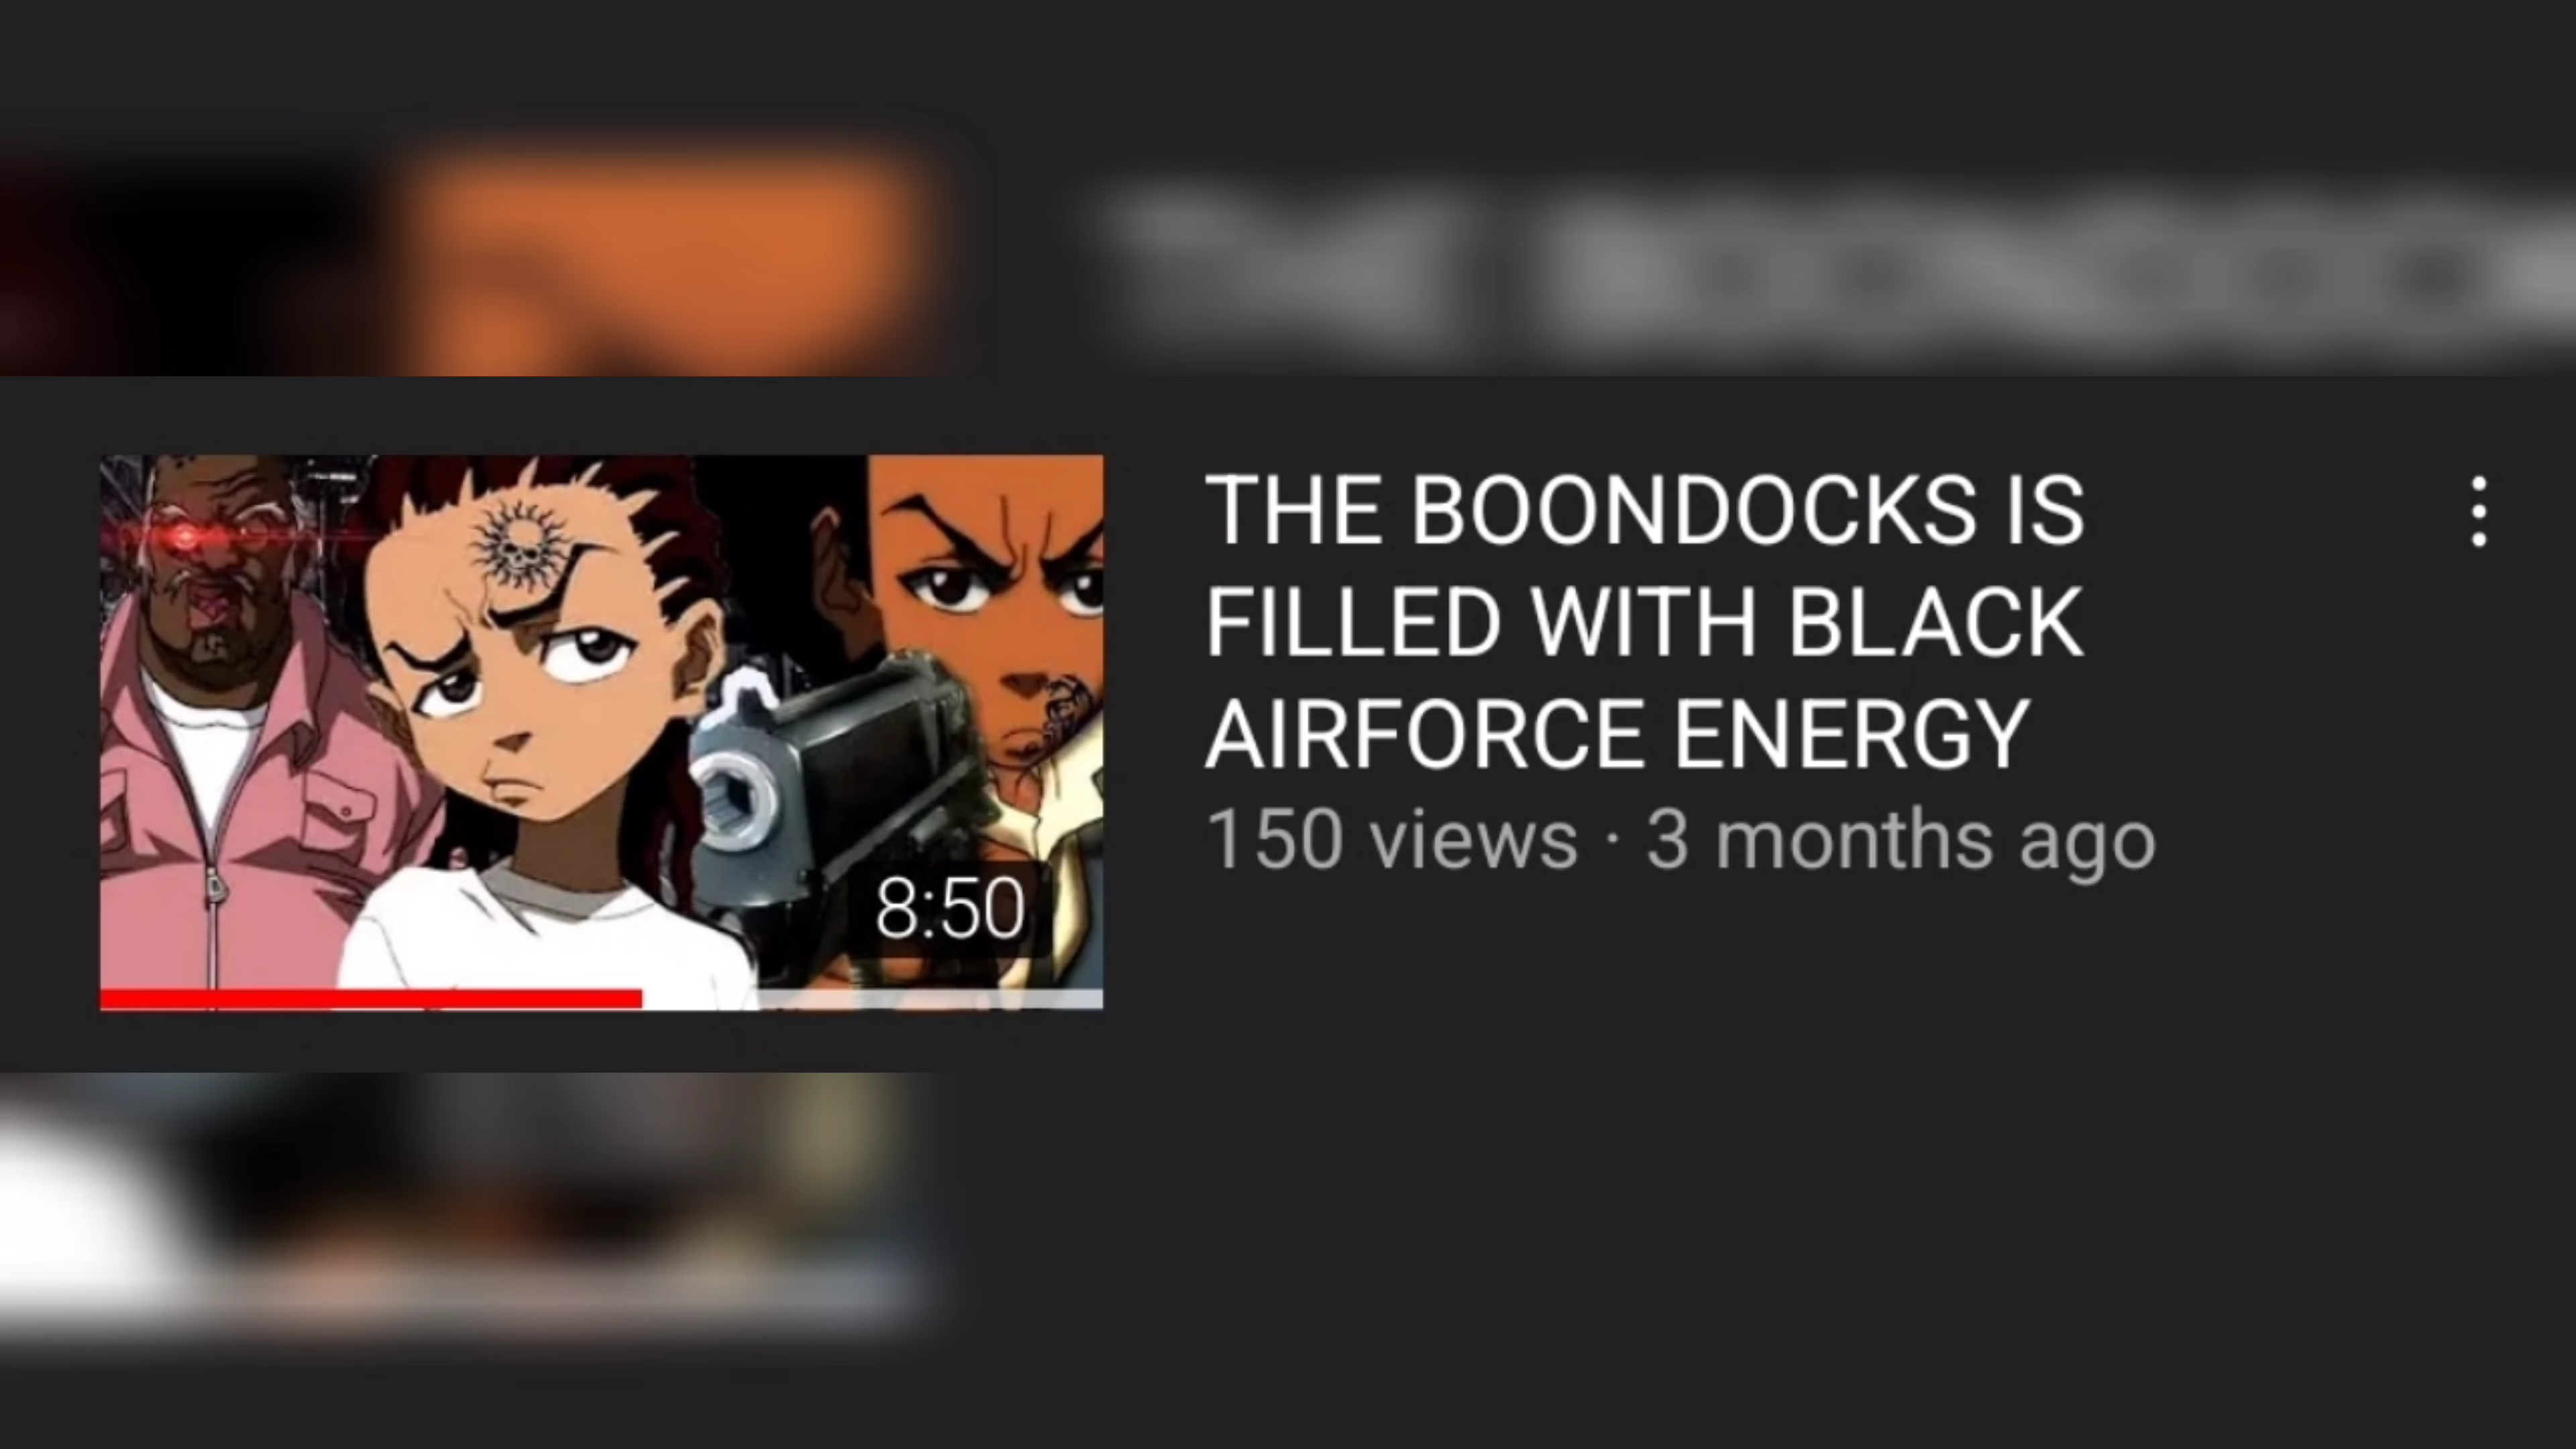 THE BOONDOCKS IS
FILLED WITH BLACK
AIRFORCE ENERGY
150 views · 3 months ago
8:50